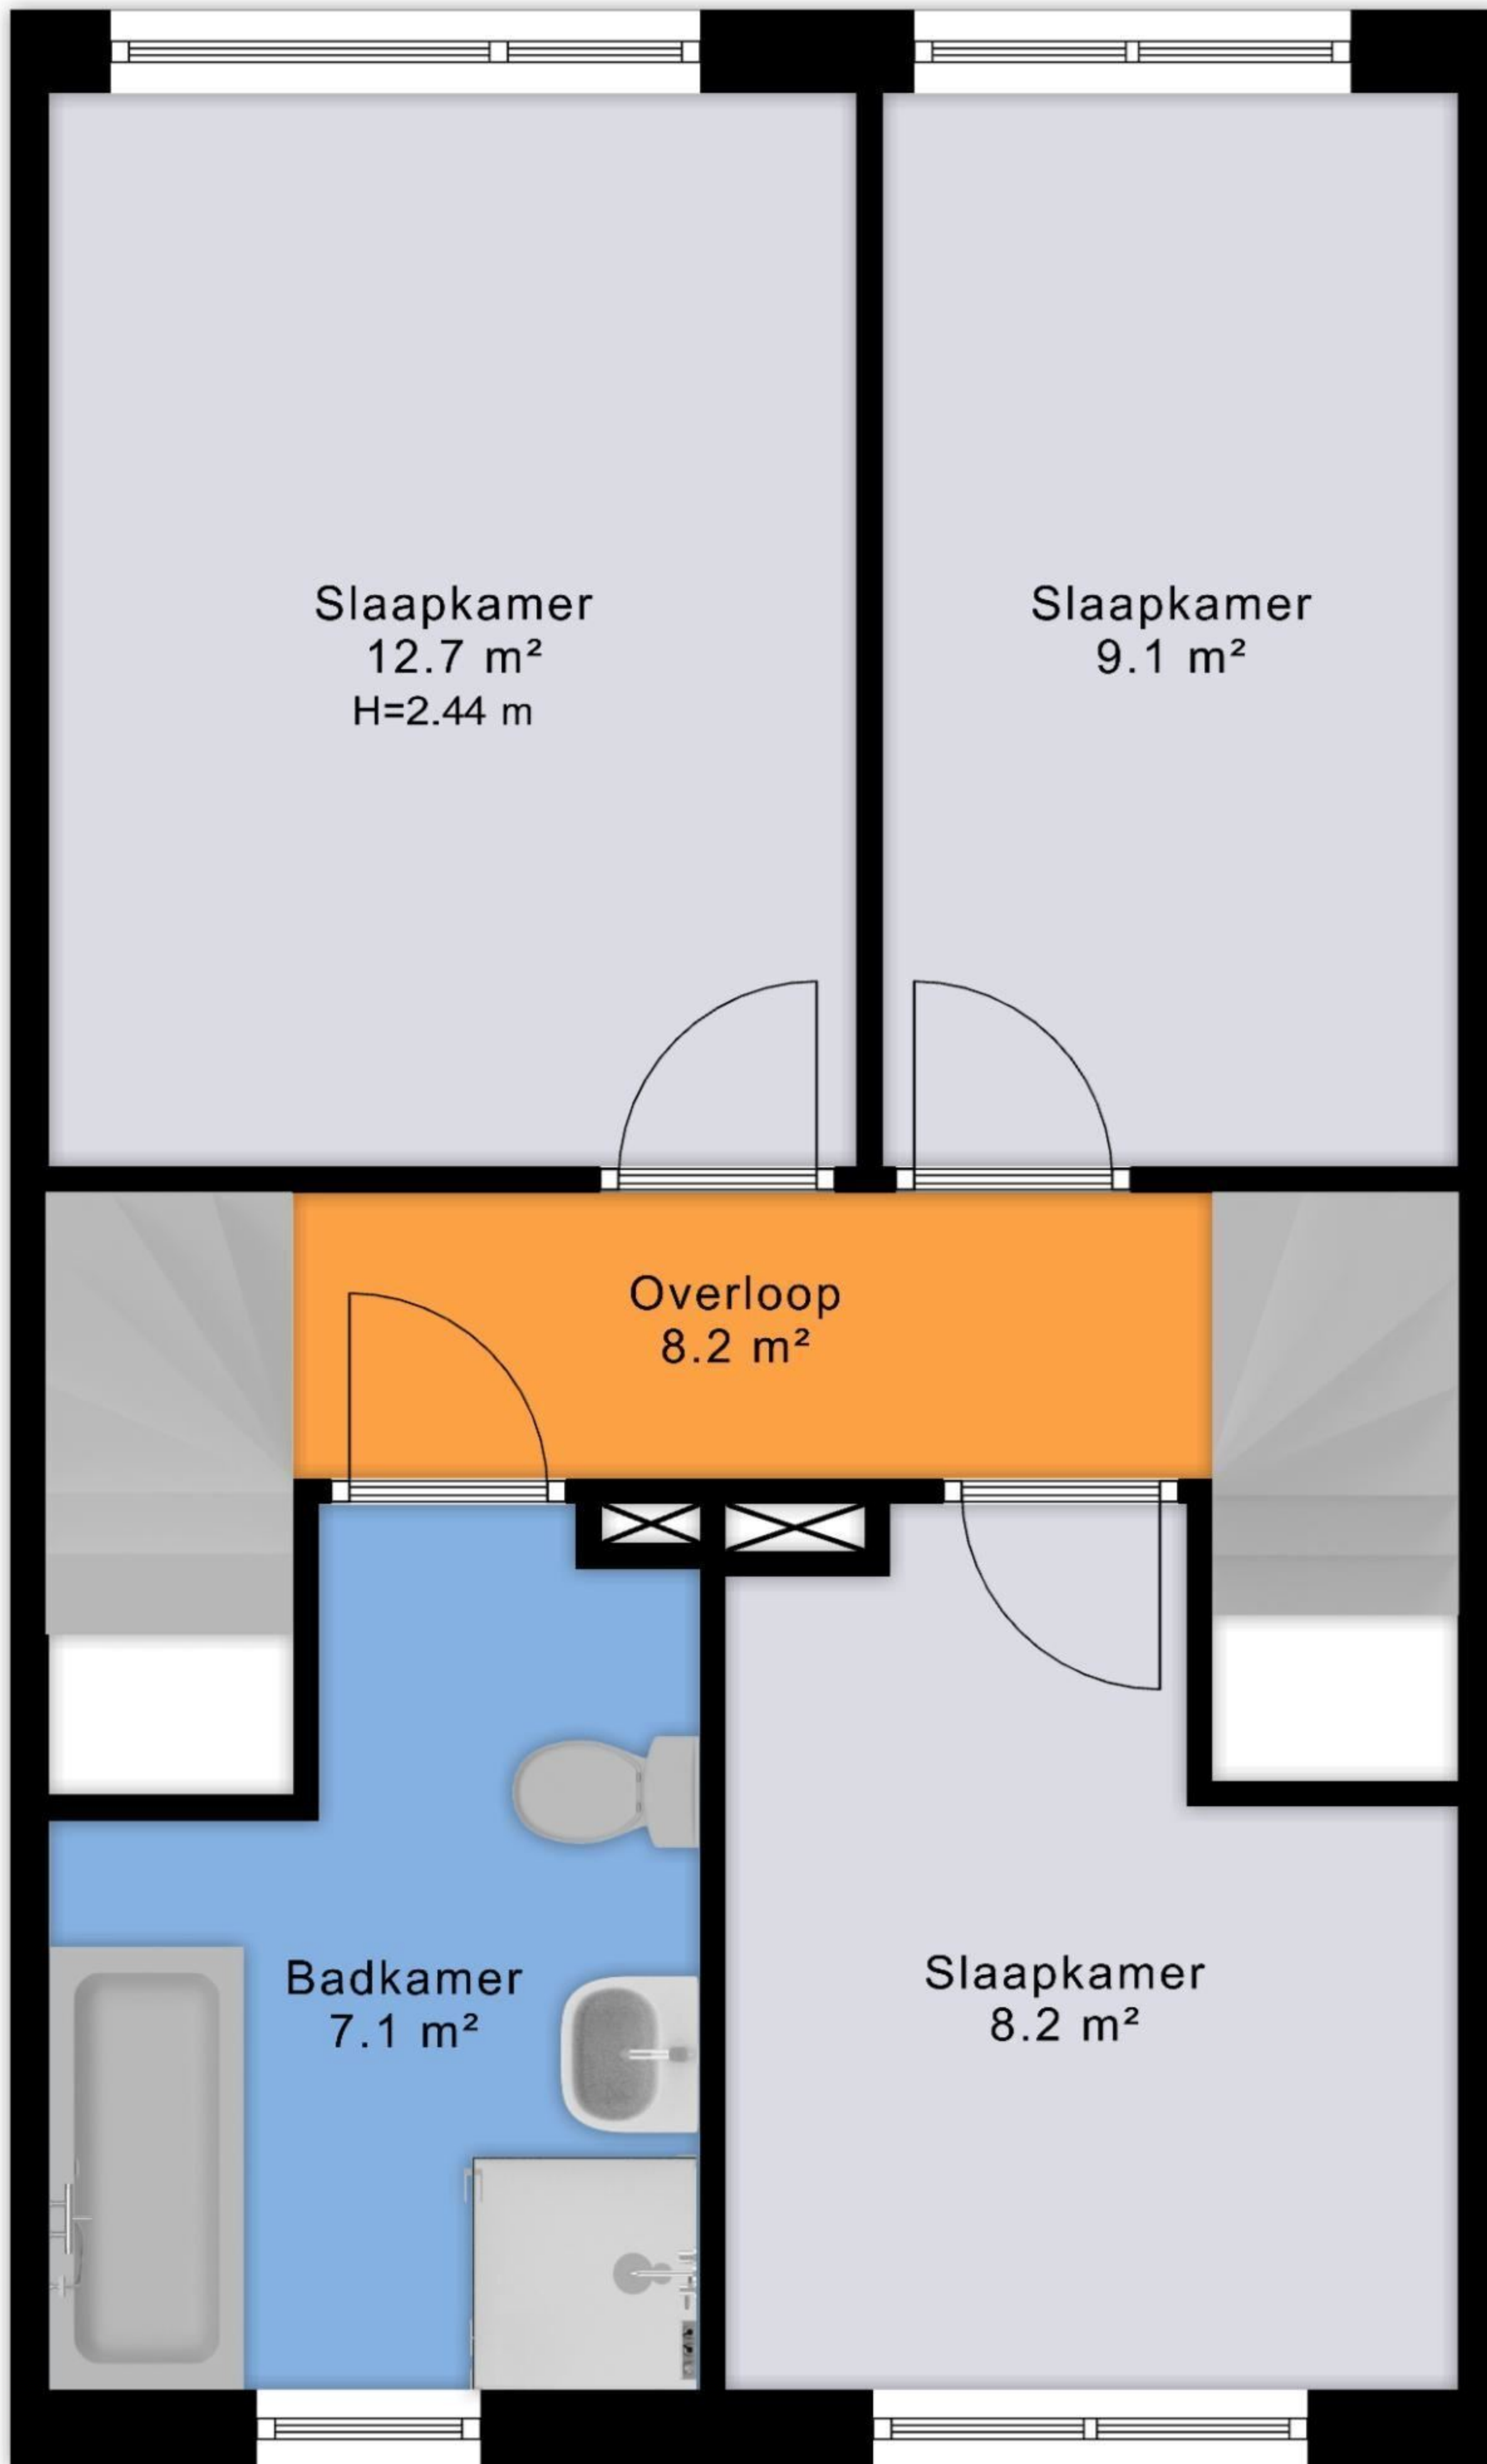 Slaapkamer
12.7 m²
H=2.44 m
Slaapkamer
9.1 m²
Overloop
8.2 m²
Badkamer
7.1 m²
Slaapkamer
8.2 m²